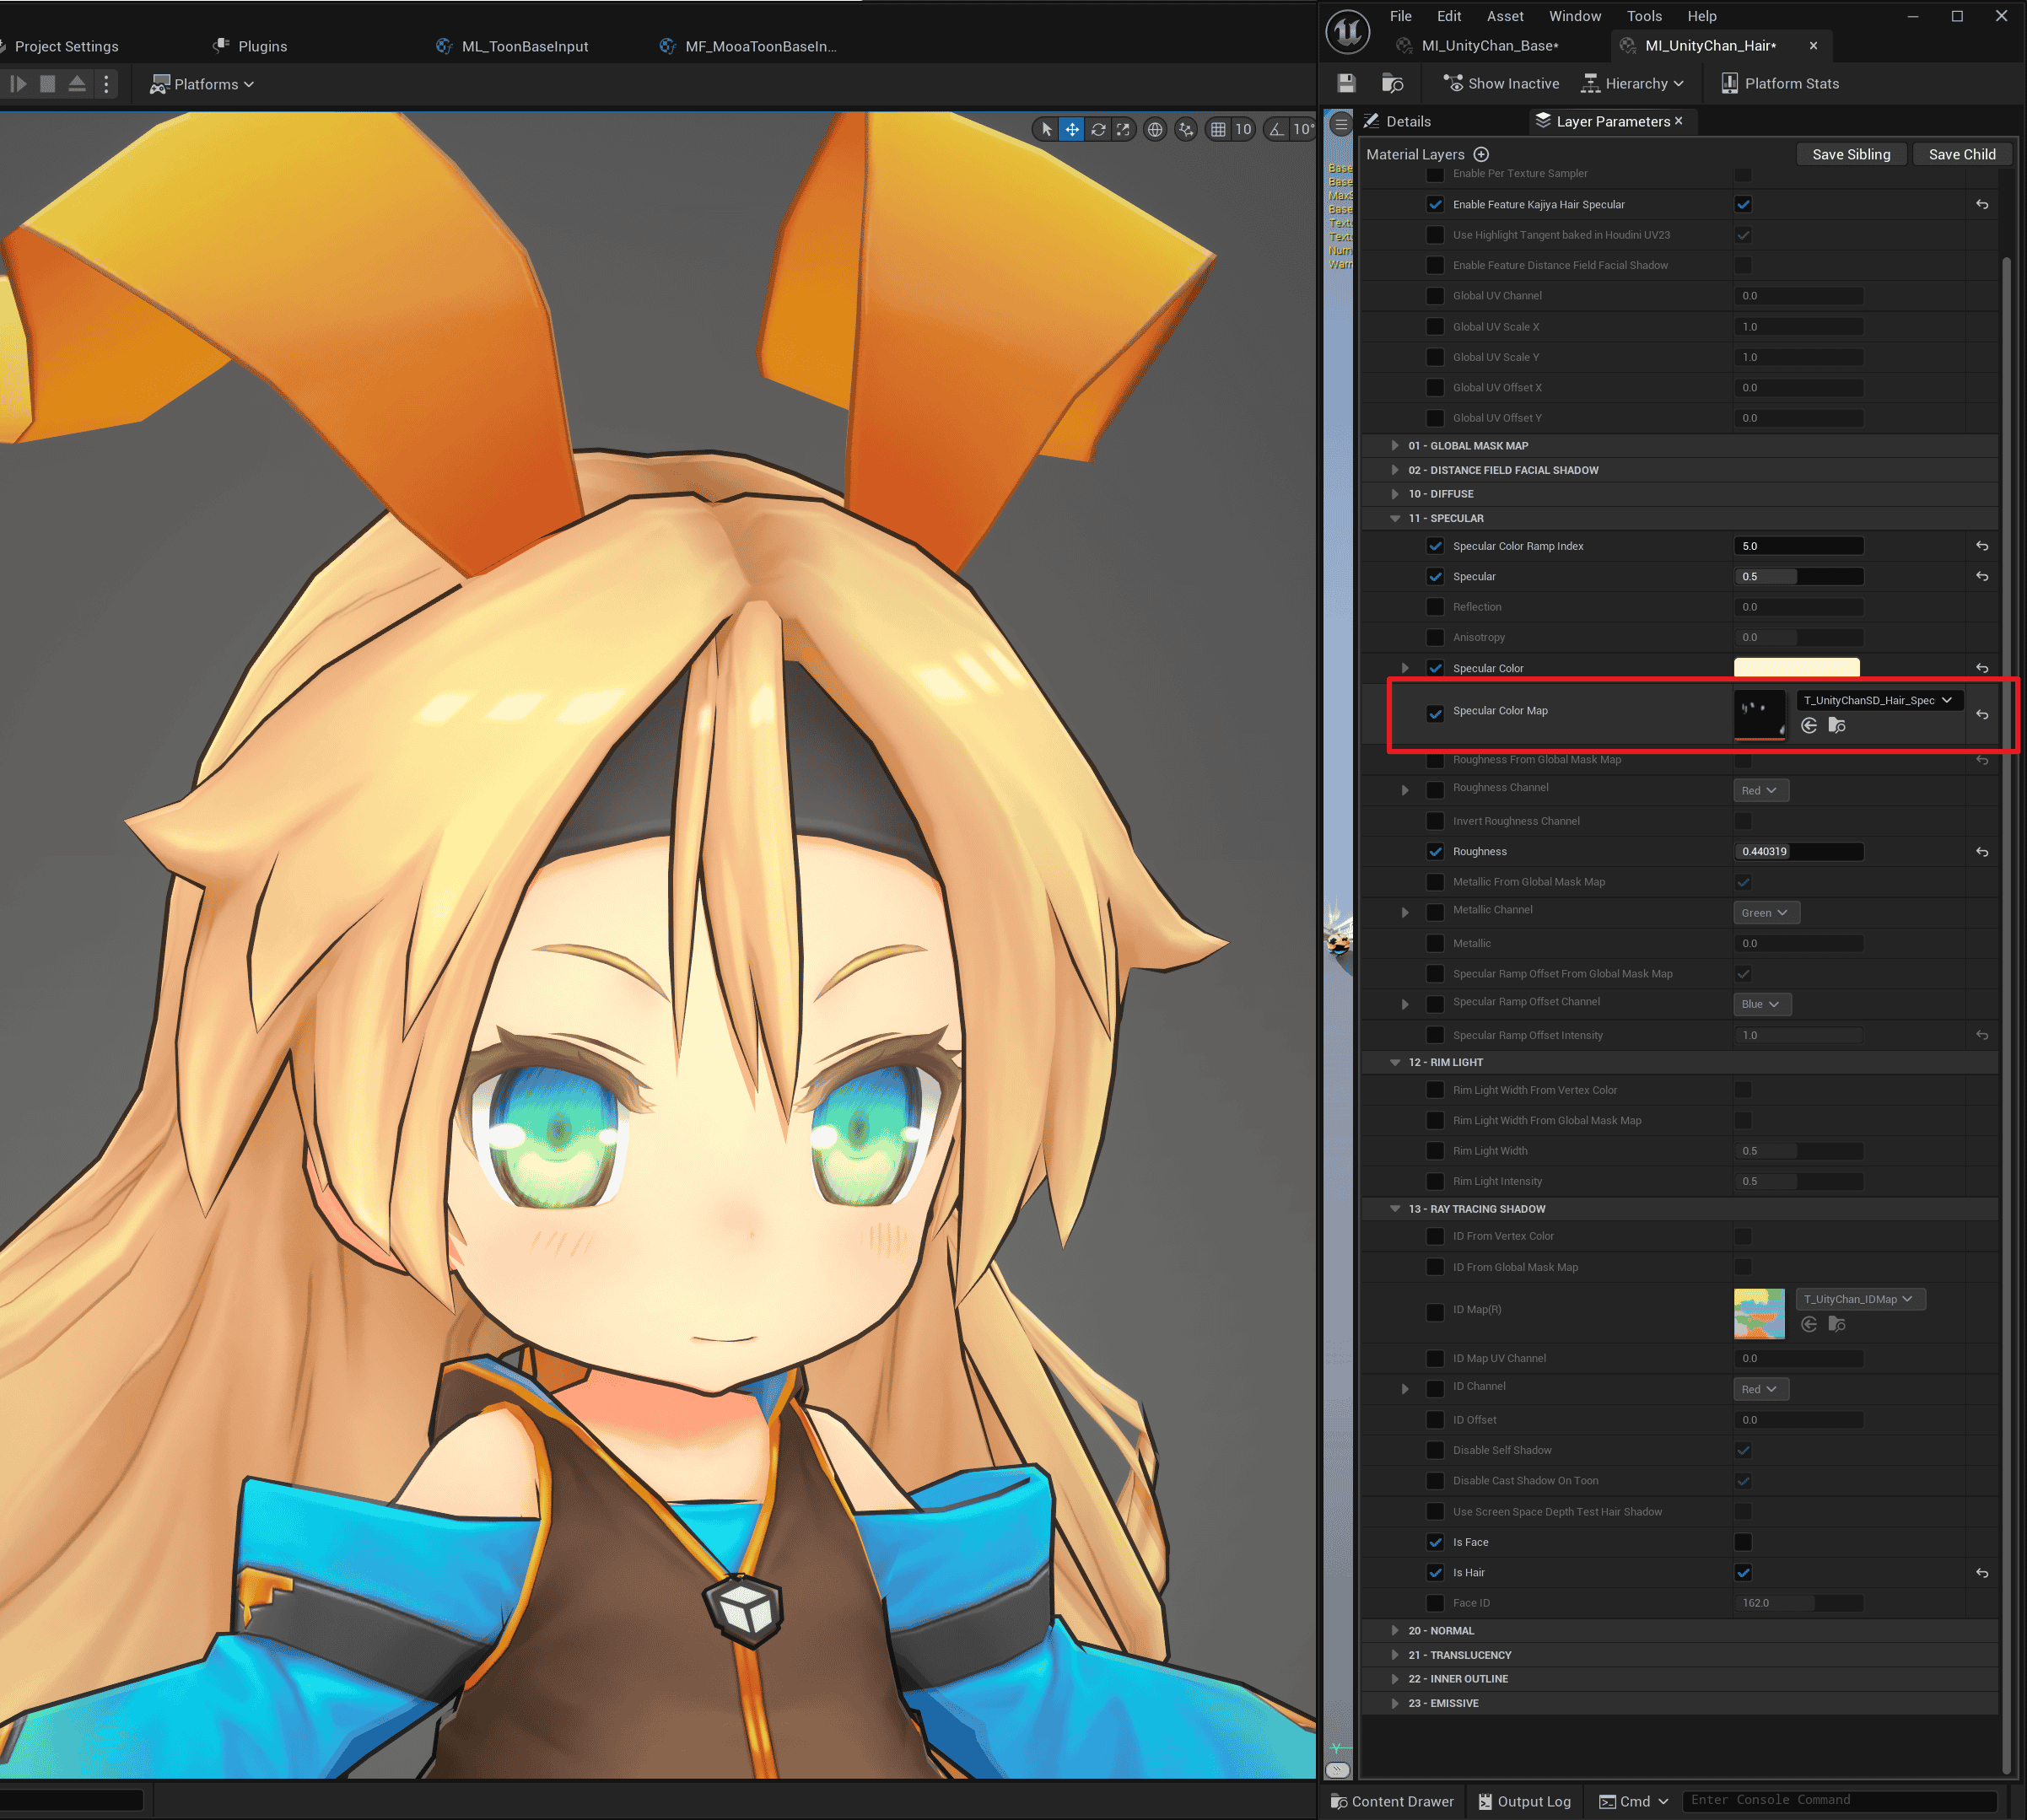 Project Settings
Plugins
ML_ToonBaseInput
MF_MooaToonBaseIn...
Platforms
10
10°
File
Edit
Asset
Window
Tools
Help
MI_UnityChan_Base*
MI_UnityChan_Hair*
Show Inactive
Hierarchy
Platform Stats
Details
Layer Parameters
Material Layers
Save Sibling
Save Child
Base
Base
MaxS
Base
Textu
Textu
Num
Warn
Enable Per Texture Sampler
Enable Feature Kajiya Hair Specular
Use Highlight Tangent baked in Houdini UV23
Enable Feature Distance Field Facial Shadow
Global UV Channel 0.0
Global UV Scale X 1.0
Global UV Scale Y 1.0
Global UV Offset X 0.0
Global UV Offset Y 0.0
01 - GLOBAL MASK MAP
02 - DISTANCE FIELD FACIAL SHADOW
10 - DIFFUSE
11 - SPECULAR
Specular Color Ramp Index 5.0
Specular 0.5
Reflection 0.0
Anisotropy 0.0
Specular Color
Specular Color Map T_UnityChanSD_Hair_Spec
Roughness From Global Mask Map
Roughness Channel Red
Invert Roughness Channel
Roughness 0.440319
Metallic From Global Mask Map
Metallic Channel Green
Metallic 0.0
Specular Ramp Offset From Global Mask Map
Specular Ramp Offset Channel Blue
Specular Ramp Offset Intensity 1.0
12 - RIM LIGHT
Rim Light Width From Vertex Color
Rim Light Width From Global Mask Map
Rim Light Width 0.5
Rim Light Intensity 0.5
13 - RAY TRACING SHADOW
ID From Vertex Color
ID From Global Mask Map
ID Map(R) T_UityChan_IDMap
ID Map UV Channel 0.0
ID Channel Red
ID Offset 0.0
Disable Self Shadow
Disable Cast Shadow On Toon
Use Screen Space Depth Test Hair Shadow
Is Face
Is Hair
Face ID 162.0
20 - NORMAL
21 - TRANSLUCENCY
22 - INNER OUTLINE
23 - EMISSIVE
Y
Content Drawer
Output Log
Cmd
Enter Console Command